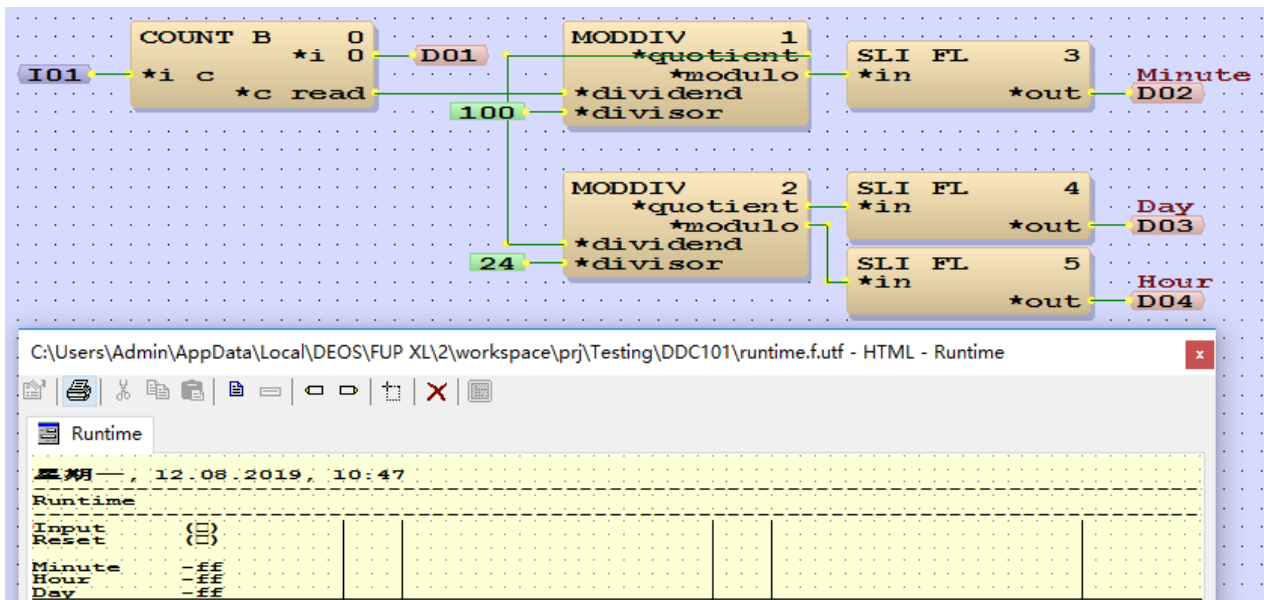 COUNT B 0
*i 0
D01
I01
*i c
*c read
MODDIV 1
*quotient
*modulo
*dividend
100
*divisor
SLI FL 3
*in
*out
Minute
D02
MODDIV 2
*quotient
*modulo
*dividend
24
*divisor
SLI FL 4
*in
*out
Day
D03
SLI FL 5
*in
*out
Hour
D04
C:\Users\Admin\AppData\Local\DEOS\FUP XL\2\workspace\prj\Testing\DDC101\runtime.f.utf - HTML - Runtime
x
Runtime
星期一, 12.08.2019, 10:47
Runtime
Input (□)
Reset (□)
Minute -ff
Hour -ff
Day -ff